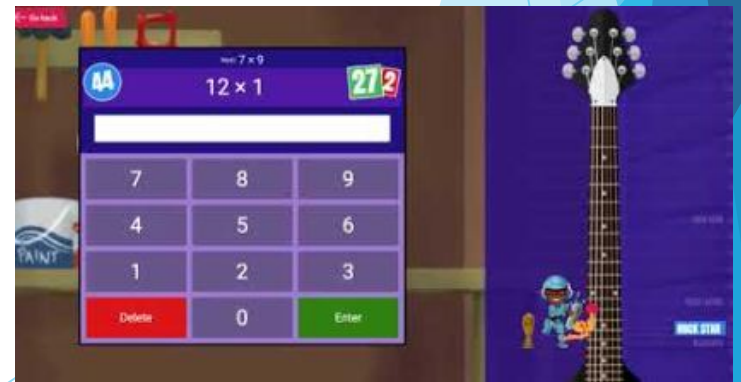 Go back
Next 7 × 9
44
12 × 1
27 2
7 8 9
4 5 6
1 2 3
Delete 0 Enter
PAINT
ROCK STAR